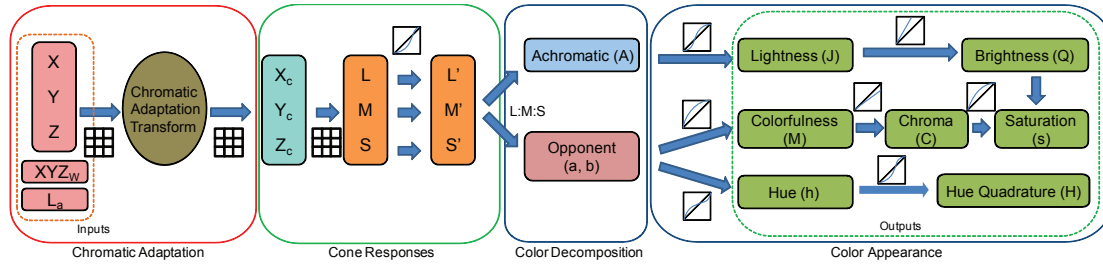 X
Y
Z
XYZW
La
Inputs
Chromatic
Adaptation
Transform
Chromatic Adaptation
Xc
Yc
Zc
L
M
S
L'
M'
S'
Cone Responses
Achromatic (A)
L:M:S
Opponent
(a, b)
Color Decomposition
Lightness (J)
Brightness (Q)
Colorfulness
(M)
Chroma
(C)
Saturation
(s)
Hue (h)
Hue Quadrature (H)
Outputs
Color Appearance